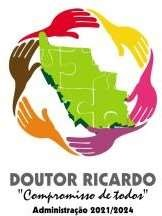 DOUTOR RICARDO
"Compromisso de todos"
Administração 2021/2024